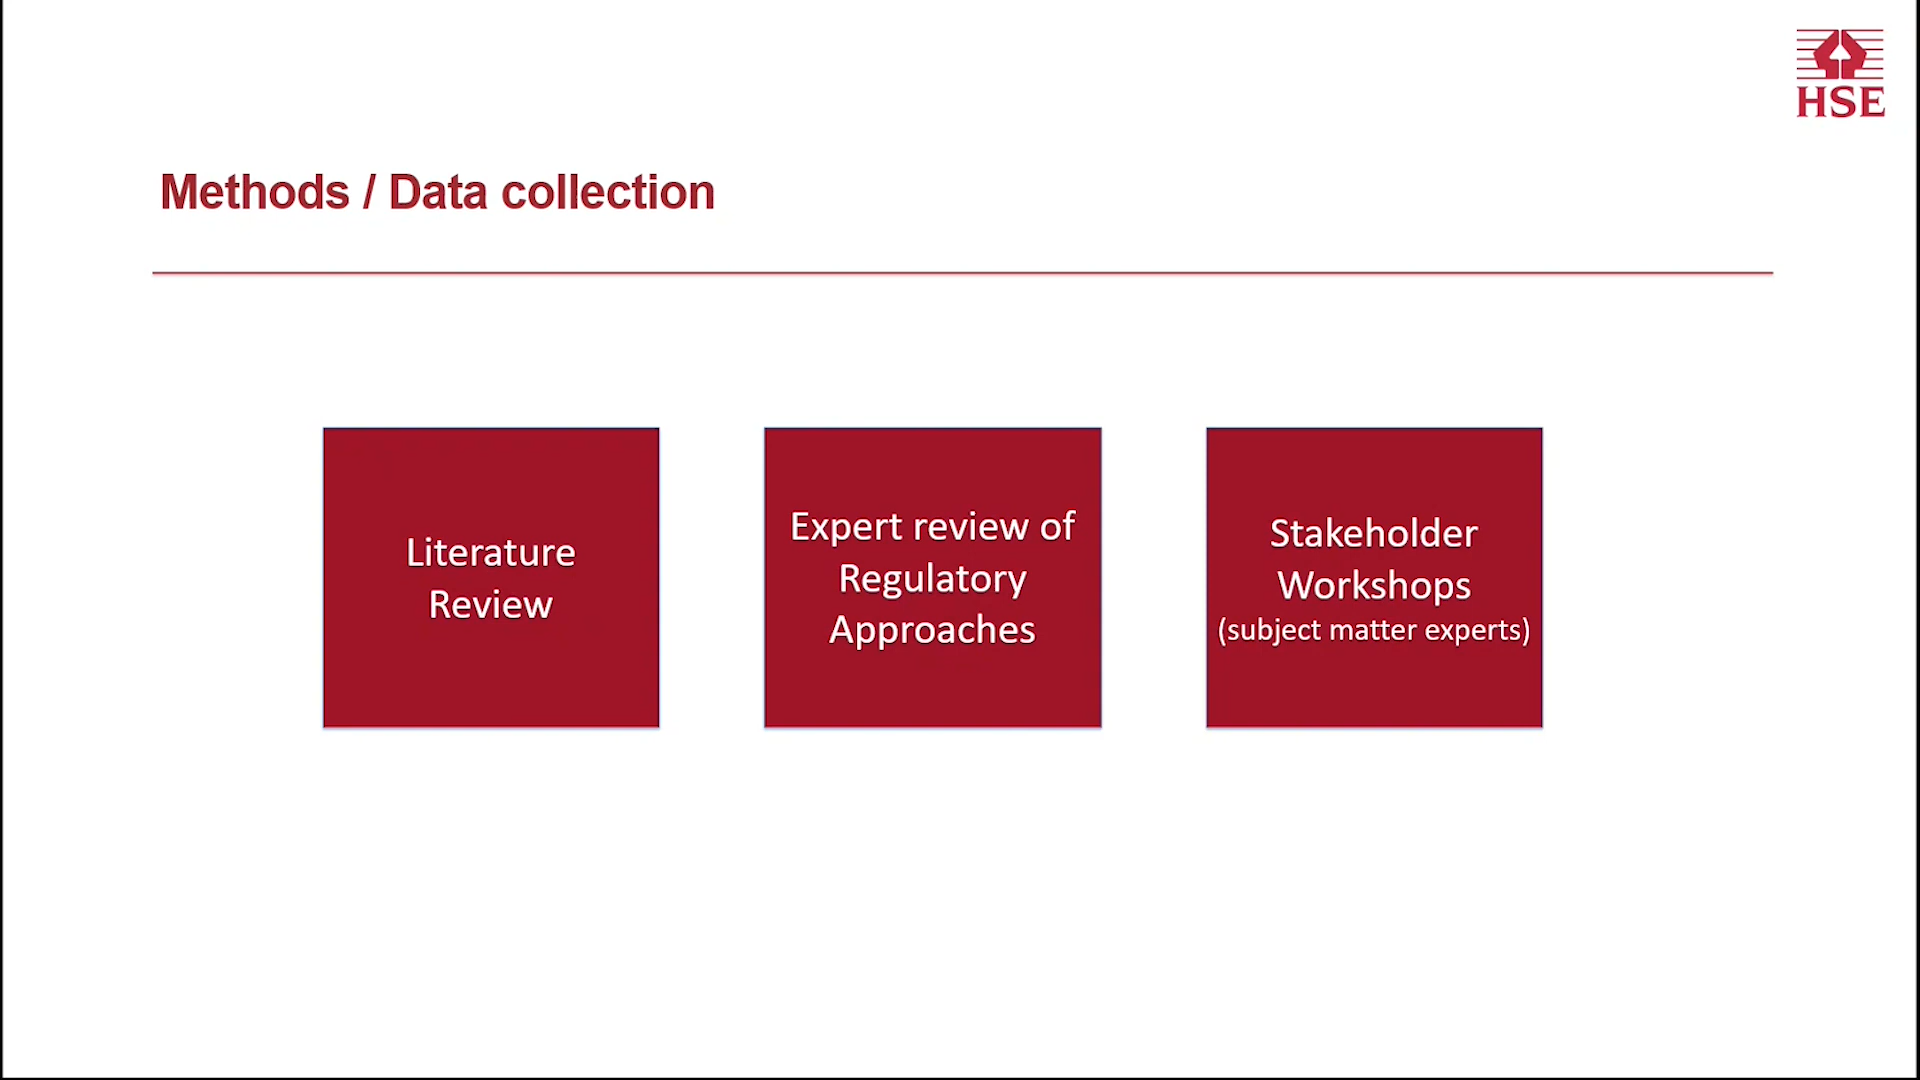 HSE
Methods / Data collection
Literature
Review
Expert review of
Regulatory
Approaches
Stakeholder
Workshops
(subject matter experts)